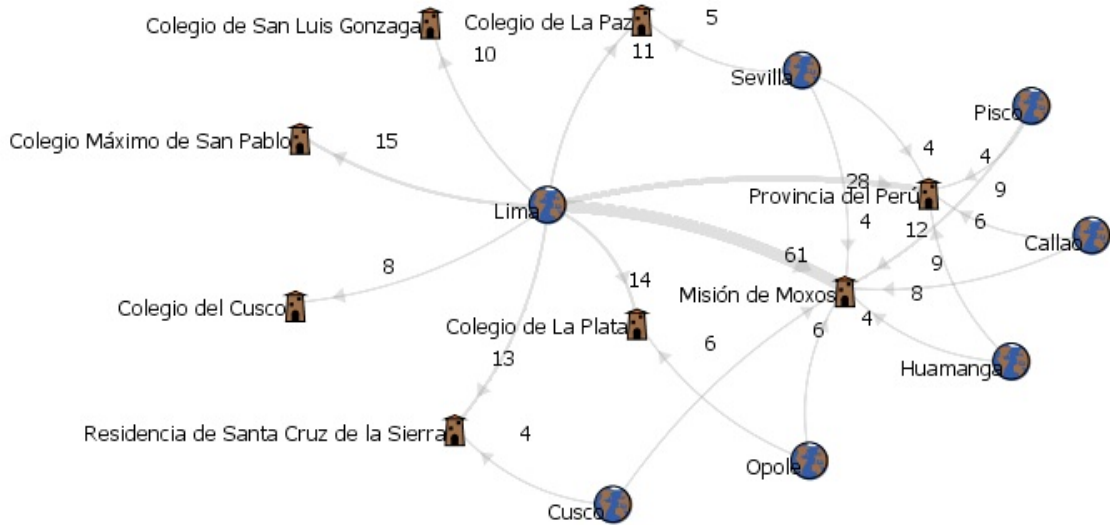 Colegio de San Luis Gonzaga
Colegio de La Paz
5
10
11
Sevilla
Pisco
Colegio Máximo de San Pablo
15
4
4
28
9
Provincia del Perú
Lima
4
12
6
Callao
61
9
8
Misión de Moxos
8
14
Colegio del Cusco
Colegio de La Plata
6
6
4
13
Huamanga
Residencia de Santa Cruz de la Sierra
4
Opole
Cusco